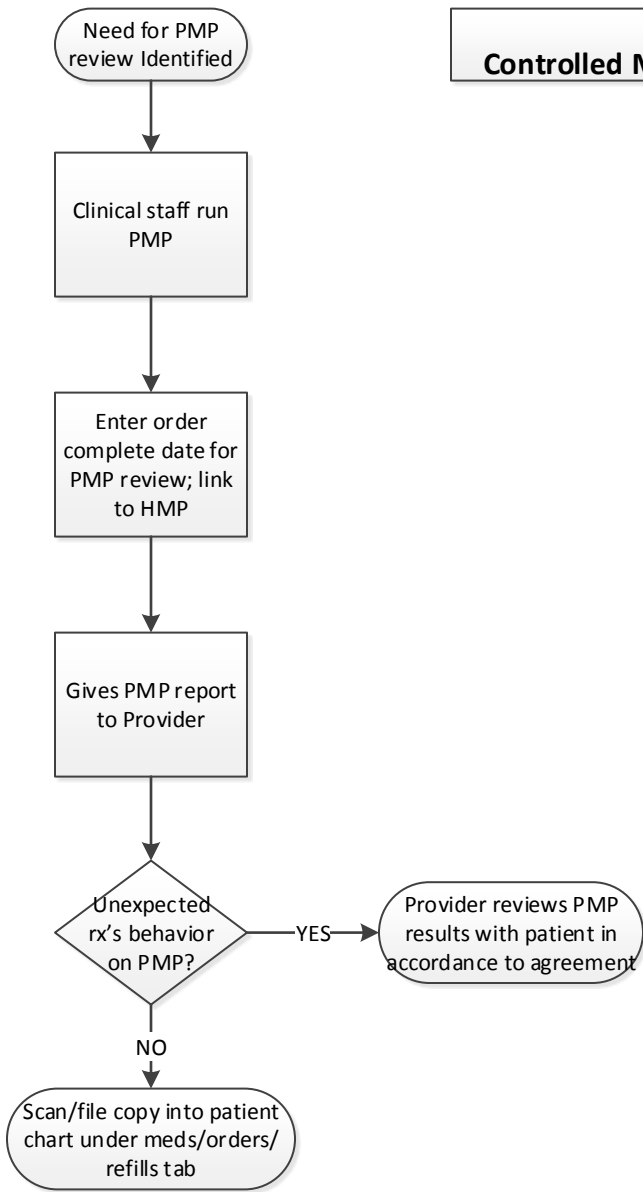 Need for PMP
review Identified
Controlled M
Clinical staff run
PMP
Enter order
complete date for
PMP review; link
to HMP
Gives PMP report
to Provider
Unexpected
rx's behavior
on PMP?
YES
Provider reviews PMP
results with patient in
accordance to agreement
NO
Scan/file copy into patient
chart under meds/orders/
refills tab